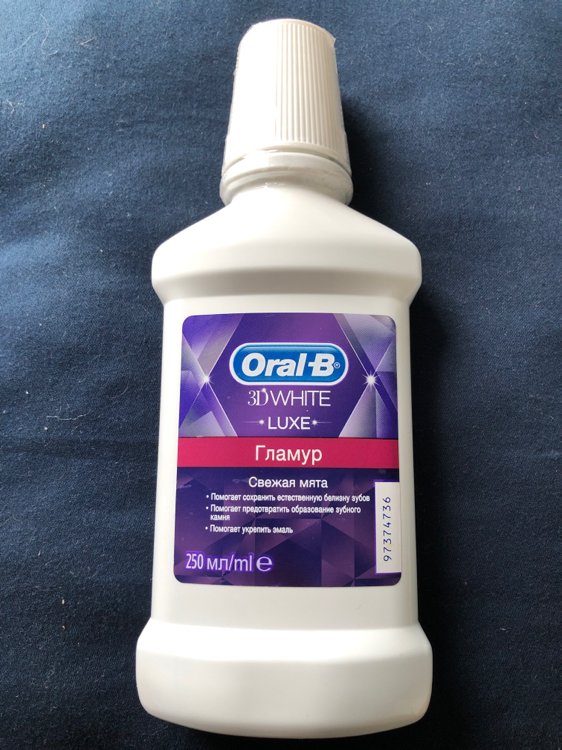 Oral-B®
3D WHITE
LUXE
Гламур
Свежая мята
• Помогает сохранить естественную белизну зубов
• Помогает предотвратить образование зубного
камня
• Помогает укрепить эмаль
250 мл/ml e
97374736